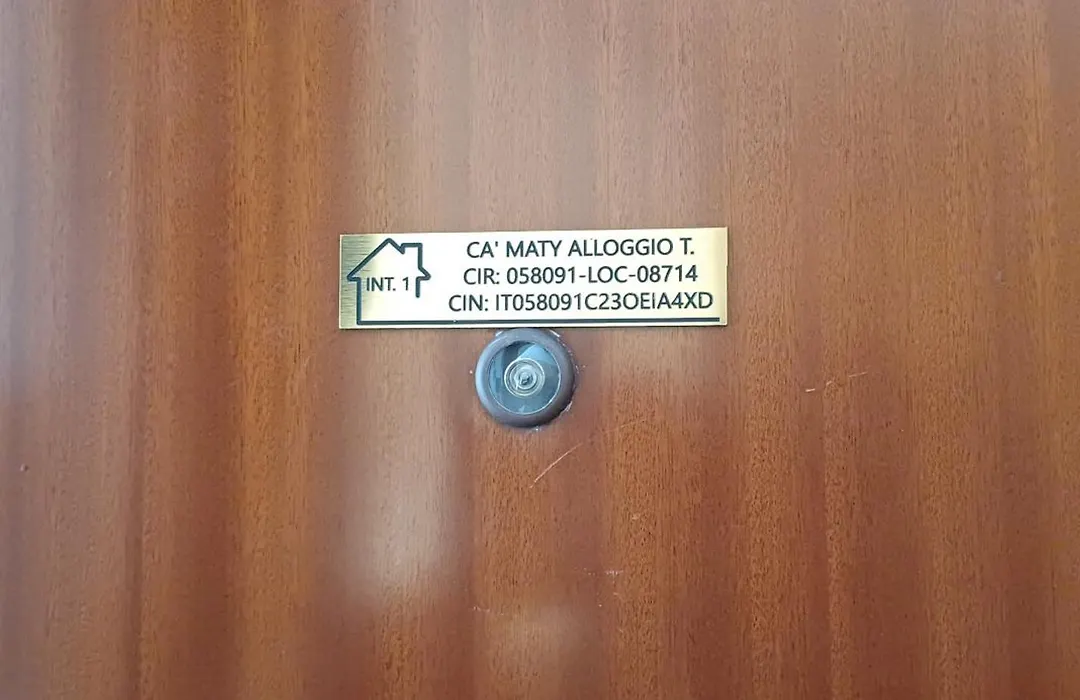 INT. 1
CA' MATY ALLOGGIO T.
CIR: 058091-LOC-08714
CIN: IT058091C23OEIA4XD